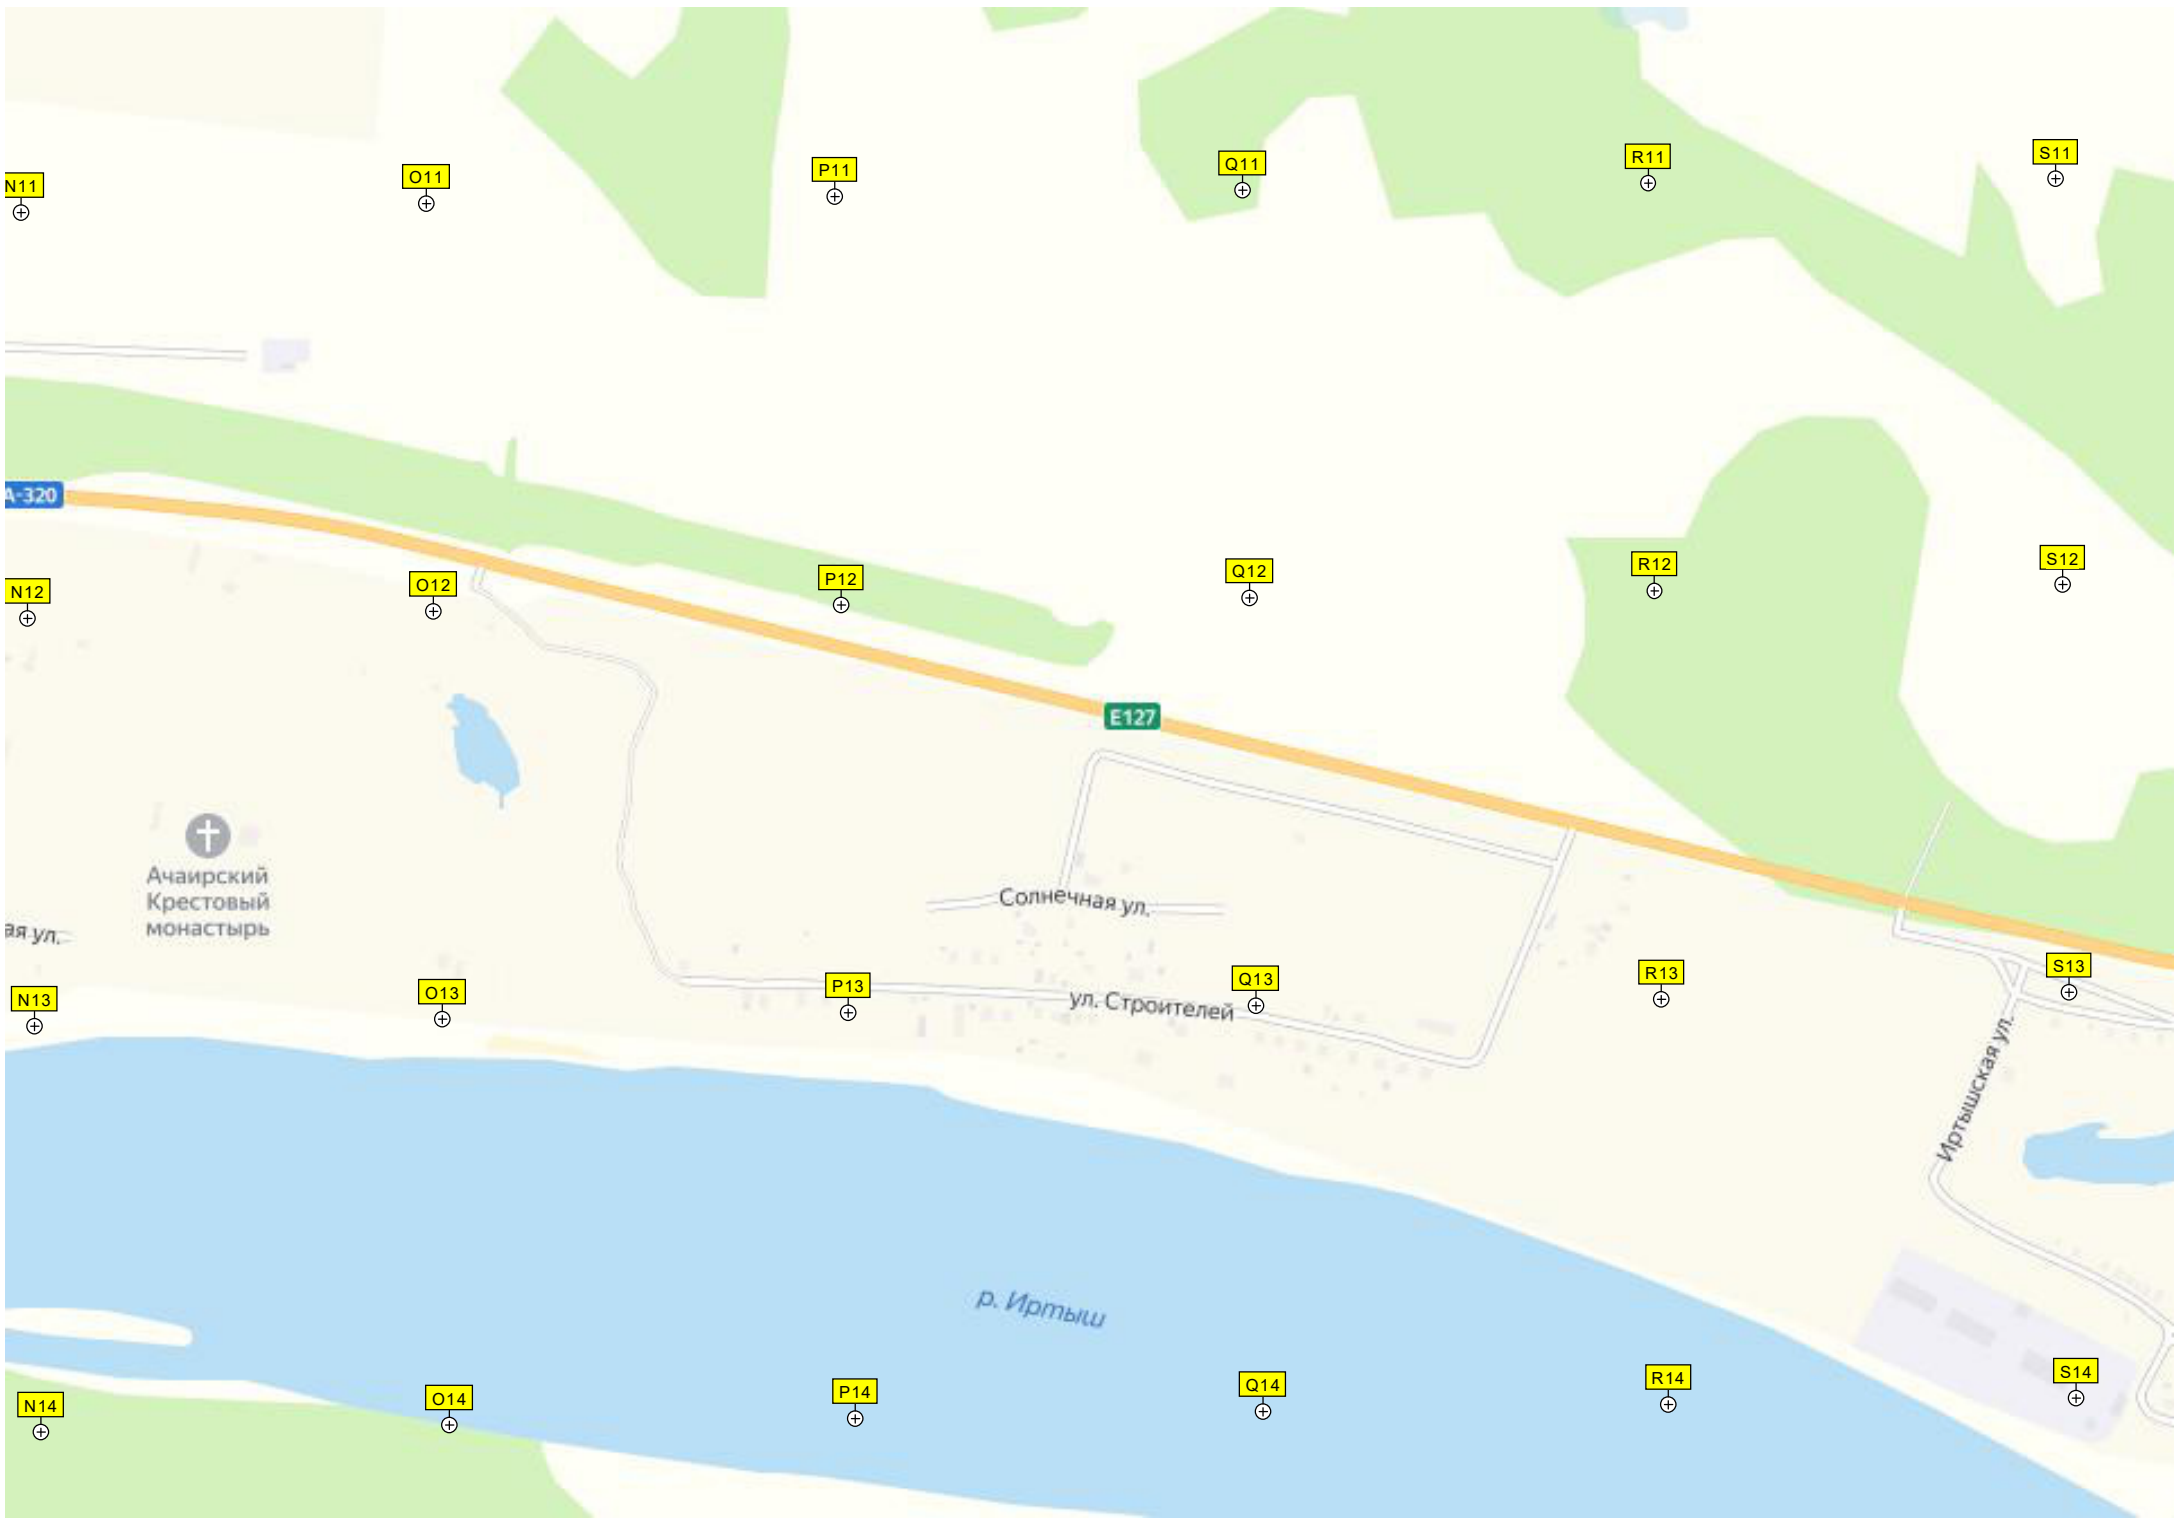 N11
O11
P11
Q11
R11
S11
A-320
N12
O12
P12
Q12
R12
S12
E127
Ачаирский
Крестовый
монастырь
Солнечная ул.
ая ул.
N13
O13
P13
Q13
R13
S13
ул. Строителей
Иртышская ул.
р. Иртыш
N14
O14
P14
Q14
R14
S14